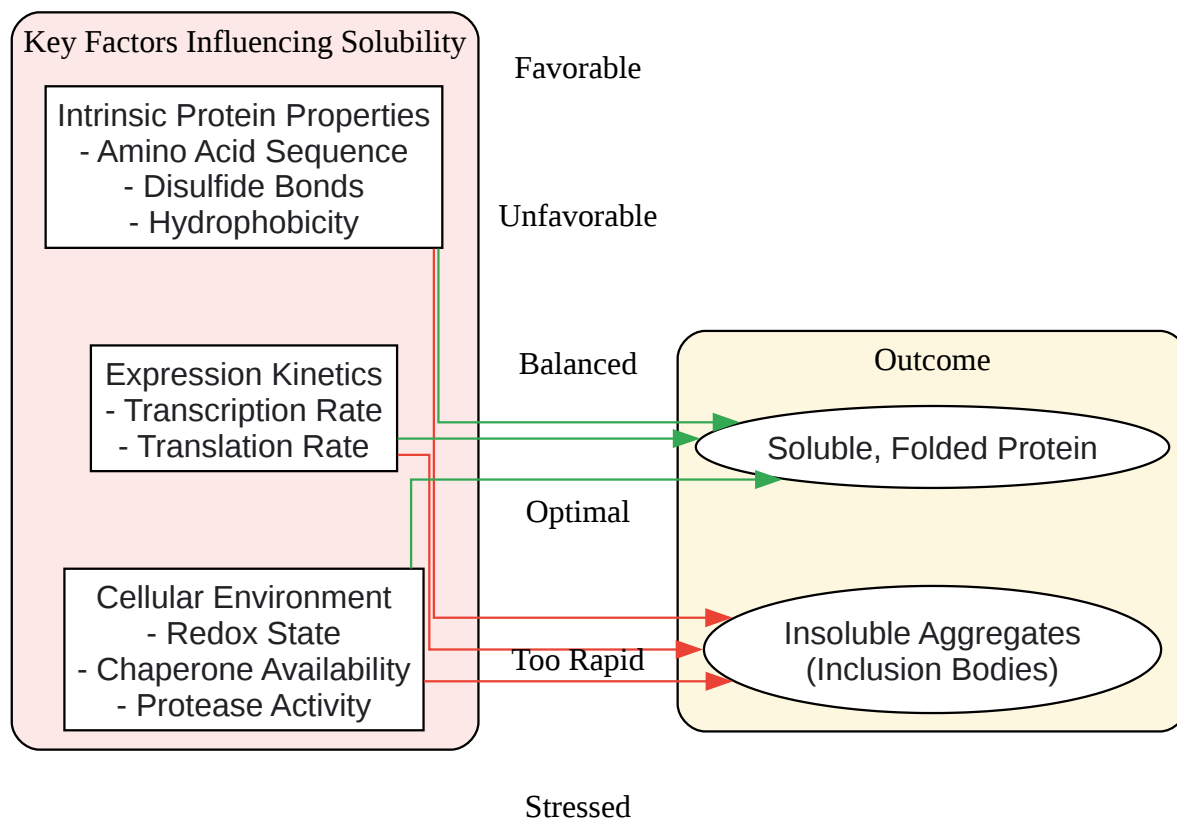 Key Factors Influencing Solubility
Intrinsic Protein Properties
- Amino Acid Sequence
- Disulfide Bonds
- Hydrophobicity
Expression Kinetics
- Transcription Rate
- Translation Rate
Cellular Environment
- Redox State
- Chaperone Availability
- Protease Activity
Favorable
Unfavorable
Balanced
Optimal
Too Rapid
Stressed
Outcome
Soluble, Folded Protein
Insoluble Aggregates
(Inclusion Bodies)